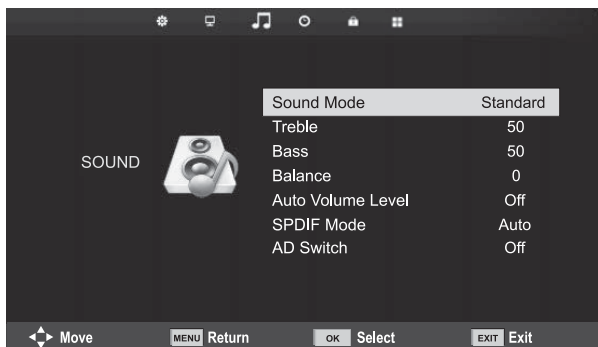 Sound Mode Standard
Treble 50
Bass 50
SOUND
Balance 0
Auto Volume Level Off
SPDIF Mode Auto
AD Switch Off
Move MENU Return OK Select EXIT Exit